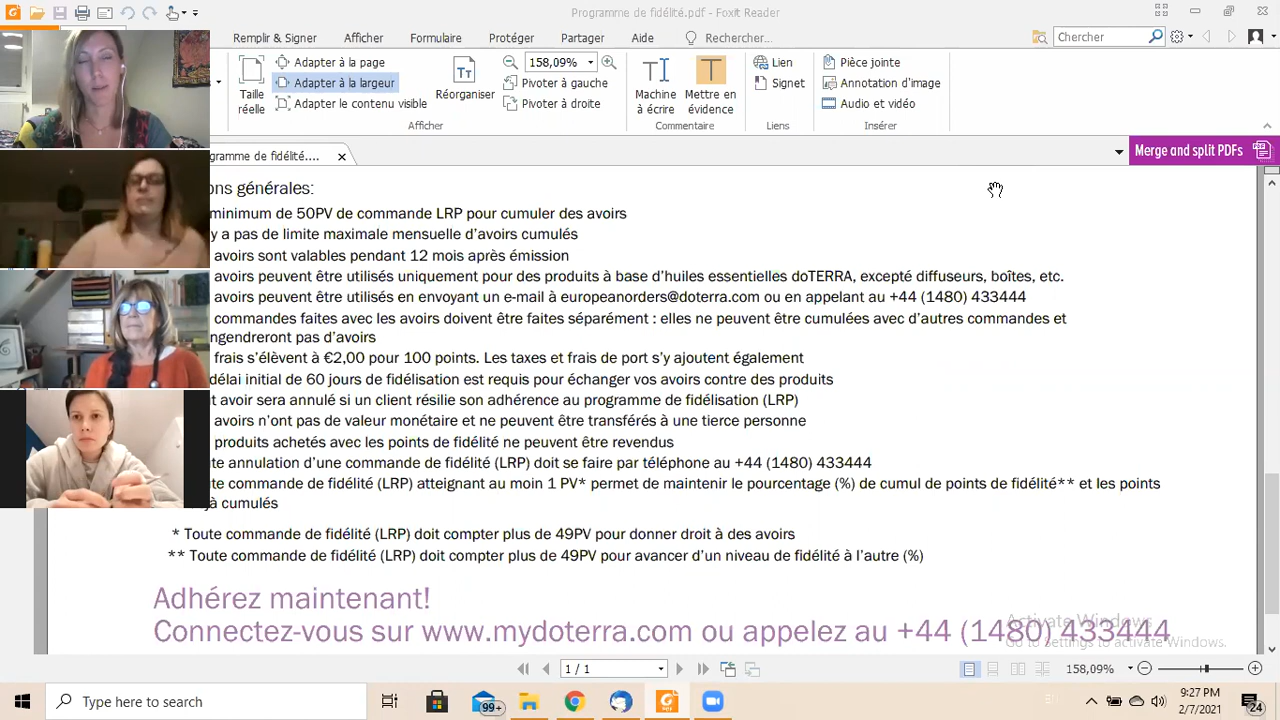 Programme de fidélité.pdf - Foxit Reader
Remplir & Signer Afficher Formulaire Protéger Partager Aide Rechercher... Chercher
Adapter à la page
Adapter à la largeur
Adapter le contenu visible
Taille
réelle
Réorganiser
158,09%
Pivoter à gauche
Pivoter à droite
Machine
à écrire
Mettre en
évidence
Lien
Signet
Pièce jointe
Annotation d'image
Audio et vidéo
Afficher Commentaire Liens Insérer
gramme de fidélité....
Merge and split PDFs
ons générales:
minimum de 50PV de commande LRP pour cumuler des avoirs
y a pas de limite maximale mensuelle d'avoirs cumulés
avoirs sont valables pendant 12 mois après émission
avoirs peuvent être utilisés uniquement pour des produits à base d'huiles essentielles doTERRA, excepté diffuseurs, boîtes, etc.
avoirs peuvent être utilisés en envoyant un e-mail à europeanorders@doterra.com ou en appelant au +44 (1480) 433444
commandes faites avec les avoirs doivent être faites séparément : elles ne peuvent être cumulées avec d'autres commandes et
ngendreront pas d'avoirs
frais s'élèvent à €2,00 pour 100 points. Les taxes et frais de port s'y ajoutent également
délai initial de 60 jours de fidélisation est requis pour échanger vos avoirs contre des produits
t avoir sera annulé si un client résilie son adhérence au programme de fidélisation (LRP)
avoirs n'ont pas de valeur monétaire et ne peuvent être transférés à une tierce personne
produits achetés avec les points de fidélité ne peuvent être revendus
te annulation d'une commande de fidélité (LRP) doit se faire par téléphone au +44 (1480) 433444
te commande de fidélité (LRP) atteignant au moin 1 PV* permet de maintenir le pourcentage (%) de cumul de points de fidélité** et les points
jà cumulés
* Toute commande de fidélité (LRP) doit compter plus de 49PV pour donner droit à des avoirs
** Toute commande de fidélité (LRP) doit compter plus de 49PV pour avancer d'un niveau de fidélité à l'autre (%)
Adhérez maintenant!
Connectez-vous sur www.mydoterra.com ou appelez au +44 (1480) 433444
Activate Windows
Go to Settings to activate Windows.
1 / 1
158,09%
Type here to search
99+
9:27 PM
2/7/2021
24